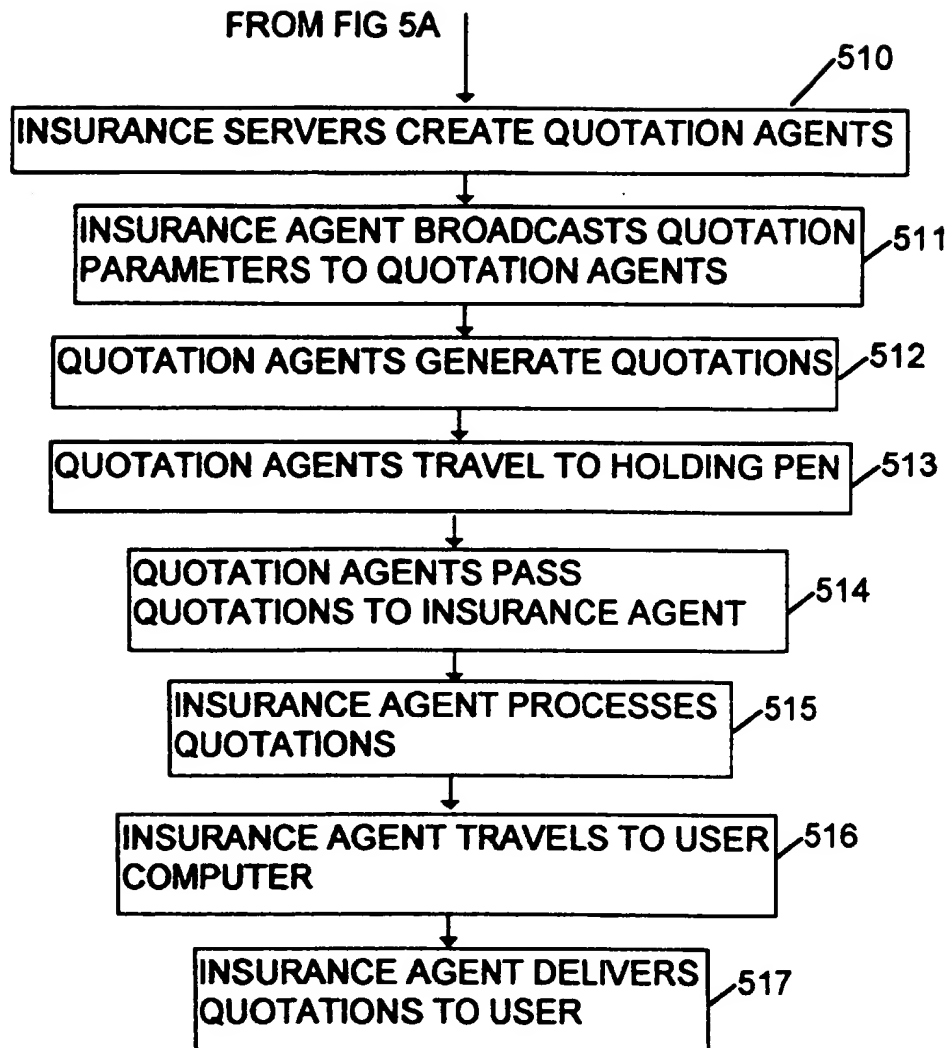 FROM FIG 5A
510
INSURANCE SERVERS CREATE QUOTATION AGENTS
INSURANCE AGENT BROADCASTS QUOTATION
PARAMETERS TO QUOTATION AGENTS
511
QUOTATION AGENTS GENERATE QUOTATIONS
512
QUOTATION AGENTS TRAVEL TO HOLDING PEN
513
QUOTATION AGENTS PASS
QUOTATIONS TO INSURANCE AGENT
514
INSURANCE AGENT PROCESSES
QUOTATIONS
515
INSURANCE AGENT TRAVELS TO USER
COMPUTER
516
INSURANCE AGENT DELIVERS
QUOTATIONS TO USER
517